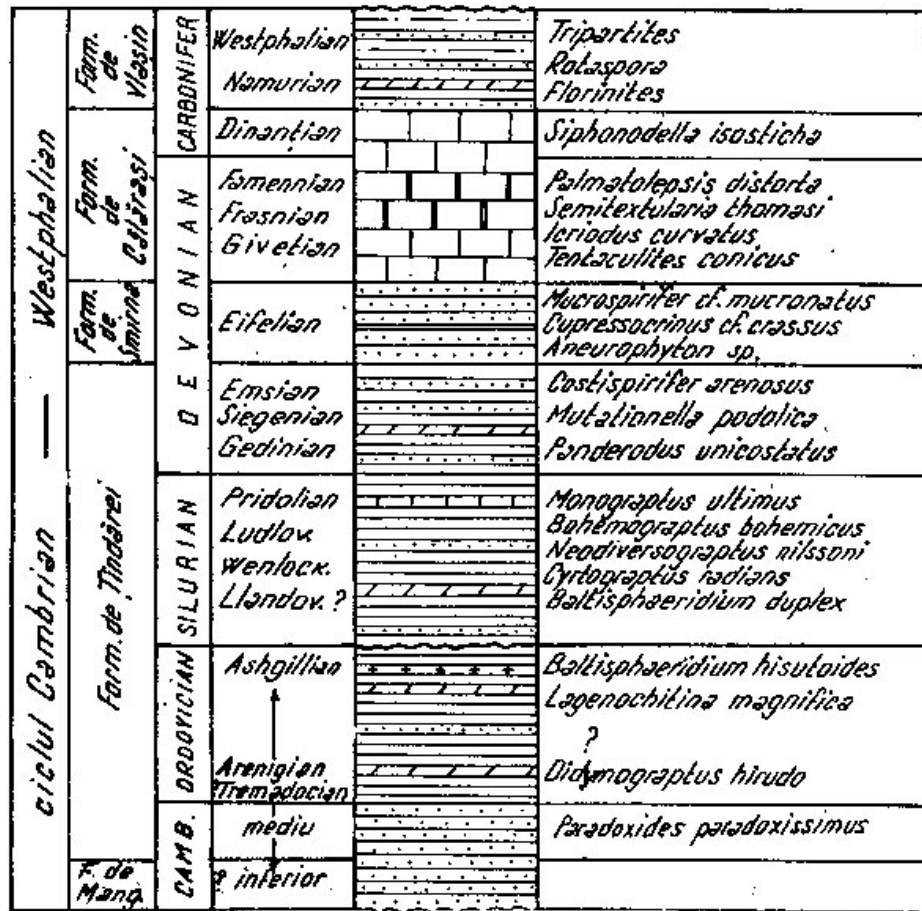 ciclul Cambrian — Westphalian
Form. de Vlasin
Form. de Călărași
Form. de Smirna
Form. de Țindărei
F. de Mang.
CARBONIFER
DEVONIAN
SILURIAN
ORDOVICIAN
CAMB.
Westphalian
Namurian
Dinantian
Famennian
Frasnian
Givetian
Eifelian
Emsian
Siegenian
Gedinian
Pridolian
Ludlov.
Wenlock.
Llandov. ?
Ashgillian
Arenigian
Tremadocian
mediu
? inferior
Tripartites
Rotaspora
Florinites
Siphonodella isosticha
Palmatolepsis distorta
Semitextularia thomasi
Icriodus curvatus
Tentaculites conicus
Mucrospirifer cf. mucronatus
Cupressocrinus cf. crassus
Aneurophyton sp.
Costispirifer arenosus
Mutationella podolica
Panderodus unicostatus
Monograptus ultimus
Bohemograptus bohemicus
Neodiversograptus nilssoni
Cyrtograptus radians
Baltisphaeridium duplex
Baltisphaeridium hisutoides
Lagenochitina magnifica
?
Didymograptus hirudo
Paradoxides paradoxissimus